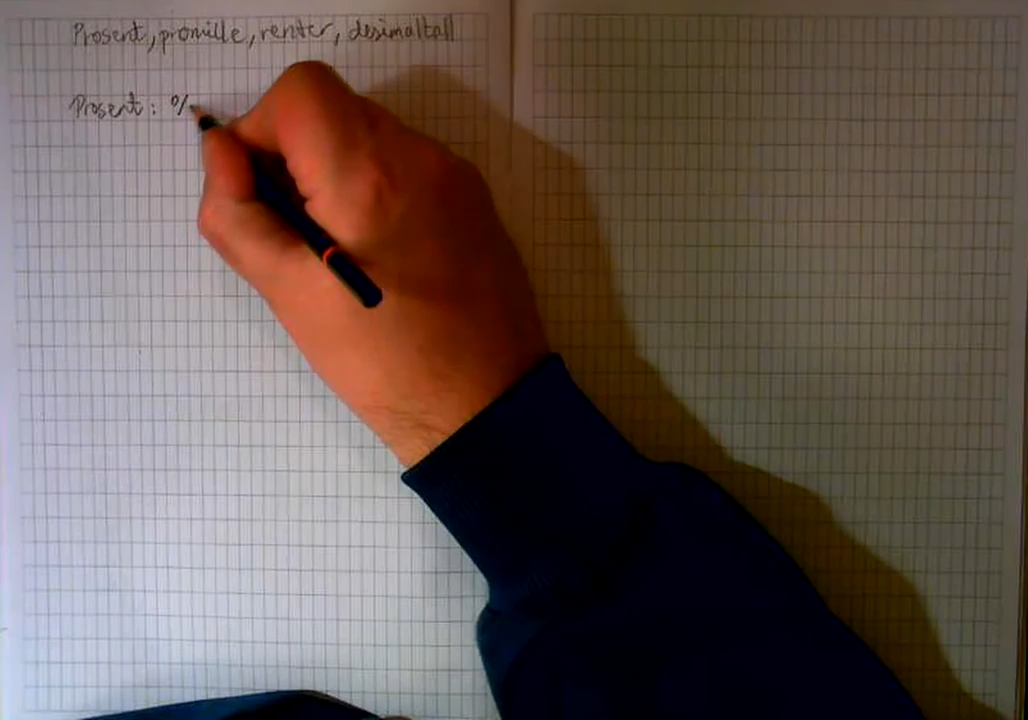 Prosent, promille, renter, desimaltall
Prosent: %